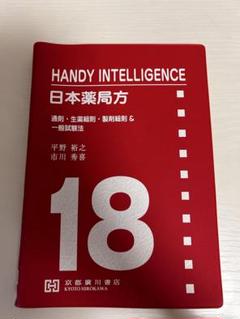 HANDY INTELLIGENCE
日本薬局方
通則・生薬総則・製剤総則&
一般試験法
平野 裕之
市川 秀喜
18
京都廣川書店
KYOTO HIROKAWA